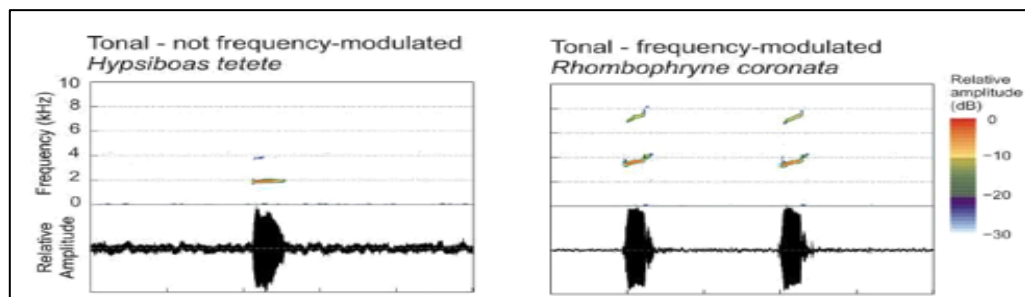 Tonal - not frequency-modulated
Hypsiboas tetete
Tonal - frequency-modulated
Rhombophryne coronata
Frequency (kHz)
10
8
6
4
2
0
Relative
Amplitude
Relative
amplitude
(dB)
0
−10
−20
−30